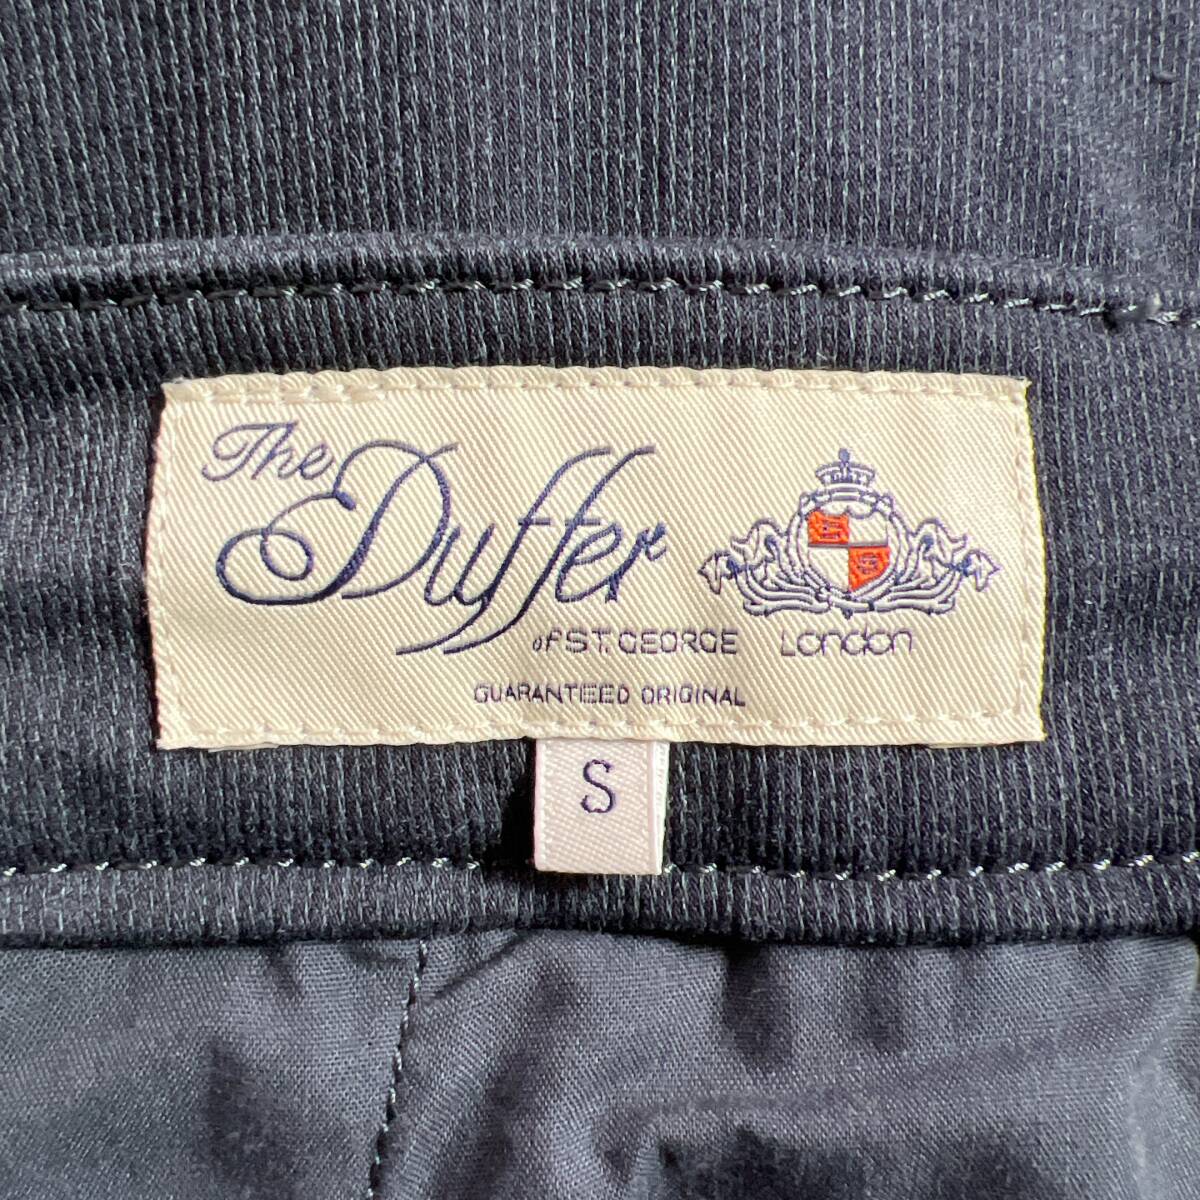 The Duffer
of ST. GEORGE London
GUARANTEED ORIGINAL
S